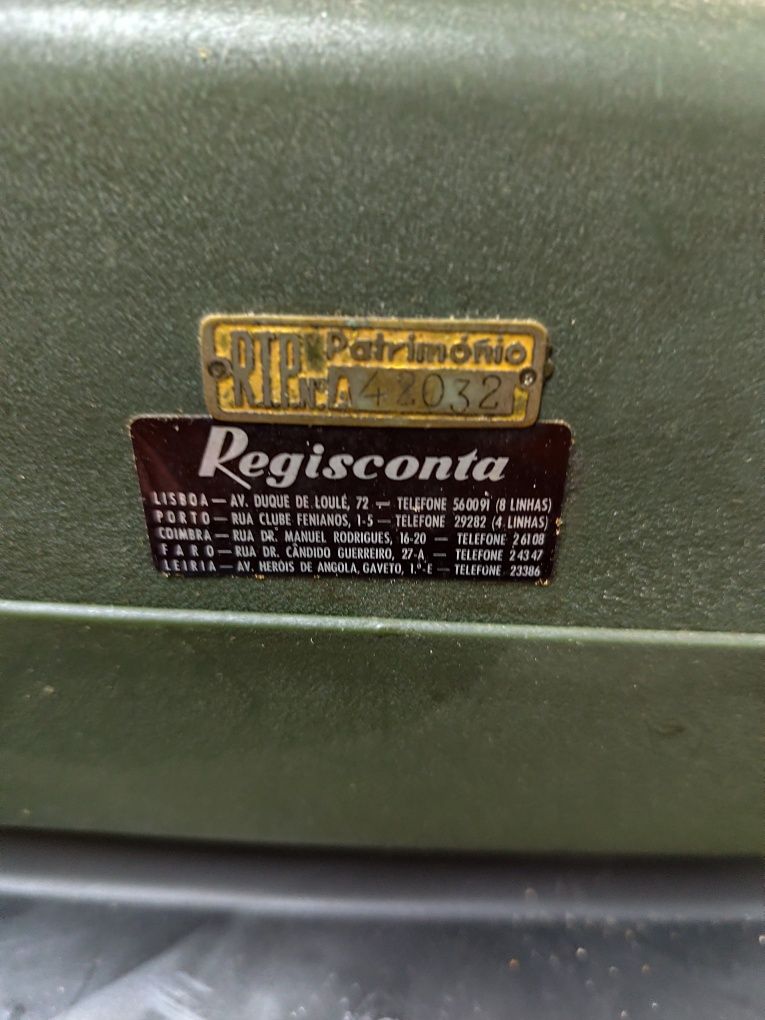 RTP Património
Nº A 42032
Regisconta
LISBOA — AV. DUQUE DE LOULÉ, 72 — TELEFONE 560091 (8 LINHAS)
PORTO — RUA CLUBE FENIANOS, 1-5 — TELEFONE 29282 (4 LINHAS)
COIMBRA — RUA DR. MANUEL RODRIGUES, 16-20 — TELEFONE 26108
FARO — RUA DR. CÂNDIDO GUERREIRO, 27-A — TELEFONE 24347
LEIRIA — AV. HERÓIS DE ANGOLA, GAVETO, 1.º-E — TELEFONE 23386